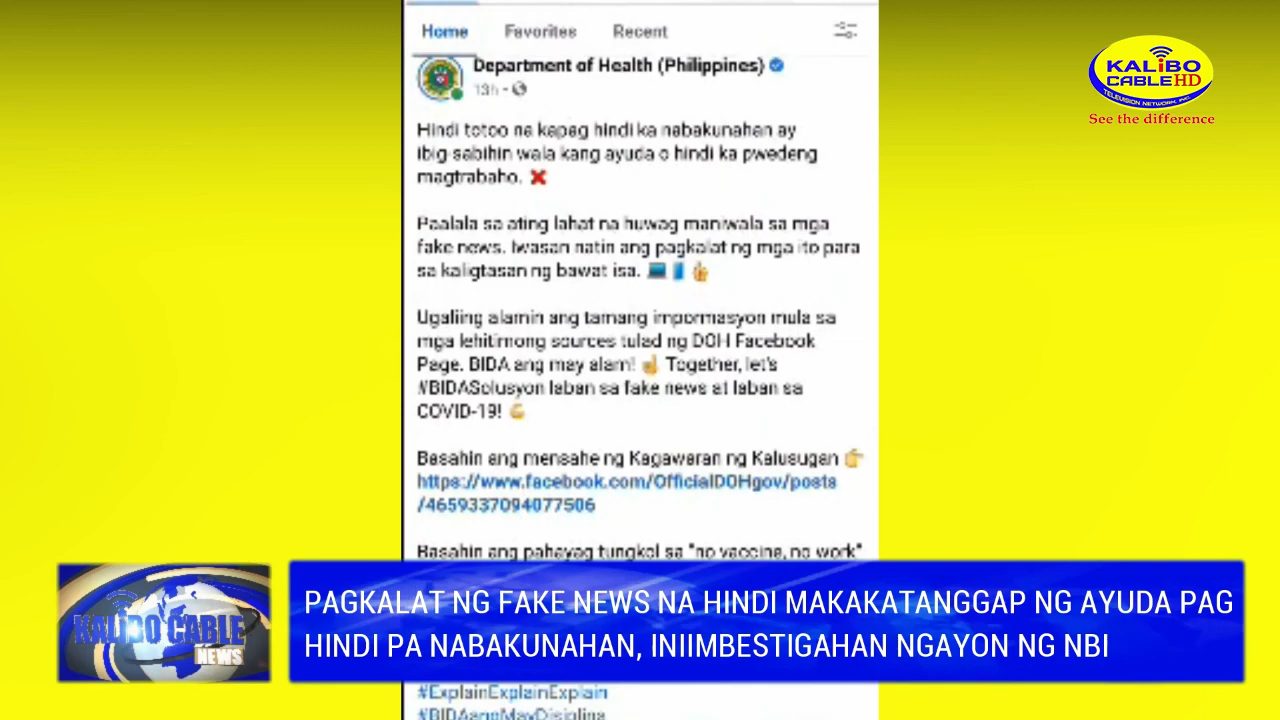 Home Favorites Recent
Department of Health (Philippines)
13h
Hindi totoo na kapag hindi ka nabakunahan ay
ibig-sabihin wala kang ayuda o hindi ka pwedeng
magtrabaho. ❌
Paalala sa ating lahat na huwag maniwala sa mga
fake news. Iwasan natin ang pagkalat ng mga ito para
sa kaligtasan ng bawat isa.
Ugaliing alamin ang tamang impormasyon mula sa
mga lehitimong sources tulad ng DOH Facebook
Page. BIDA ang may alam! Together, let's
#BIDASolusyon laban sa fake news at laban sa
COVID-19!
Basahin ang mensahe ng Kagawaran ng Kalusugan
https://www.facebook.com/OfficialDOHgov/posts
/4659337094077506
Basahin ang pahayag tungkol sa "no vaccine, no work"
#ExplainExplainExplain
#BIDAangMayDisiplina
KALiBO
CABLE HD
TELEVISION NETWORK, INC.
See the difference
KALIBO CABLE
NEWS
PAGKALAT NG FAKE NEWS NA HINDI MAKAKATANGGAP NG AYUDA PAG
HINDI PA NABAKUNAHAN, INIIMBESTIGAHAN NGAYON NG NBI